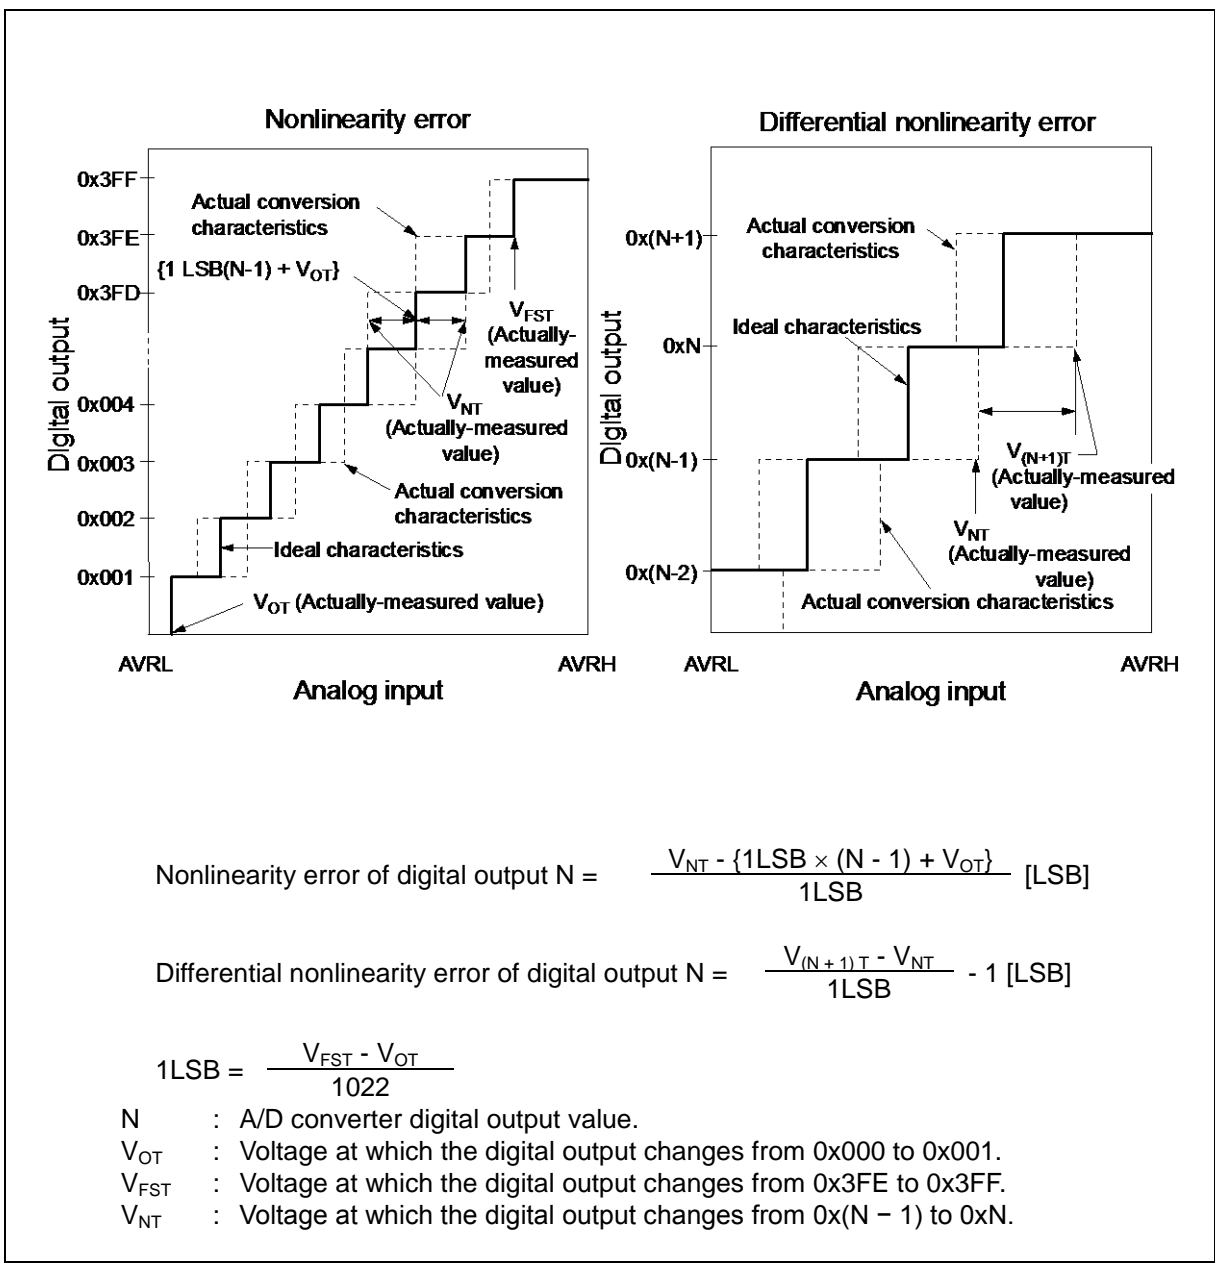 Nonlinearity error
0x3FF
0x3FE
0x3FD
0x004
0x003
0x002
0x001
Digital output
Actual conversion
characteristics
{1 LSB(N-1) + VOT}
VFST
(Actually-
measured
value)
VNT
(Actually-measured
value)
Actual conversion
characteristics
Ideal characteristics
VOT (Actually-measured value)
AVRL
AVRH
Analog input
Differential nonlinearity error
0x(N+1)
0xN
0x(N-1)
0x(N-2)
Digital output
Actual conversion
characteristics
Ideal characteristics
V(N+1)T
(Actually-measured
value)
VNT
(Actually-measured
value)
Actual conversion characteristics
AVRL
AVRH
Analog input
Nonlinearity error of digital output N = VNT - {1LSB × (N - 1) + VOT} / 1LSB [LSB]
Differential nonlinearity error of digital output N = V(N + 1) T - VNT / 1LSB - 1 [LSB]
1LSB = VFST - VOT / 1022
N : A/D converter digital output value.
VOT : Voltage at which the digital output changes from 0x000 to 0x001.
VFST : Voltage at which the digital output changes from 0x3FE to 0x3FF.
VNT : Voltage at which the digital output changes from 0x(N − 1) to 0xN.